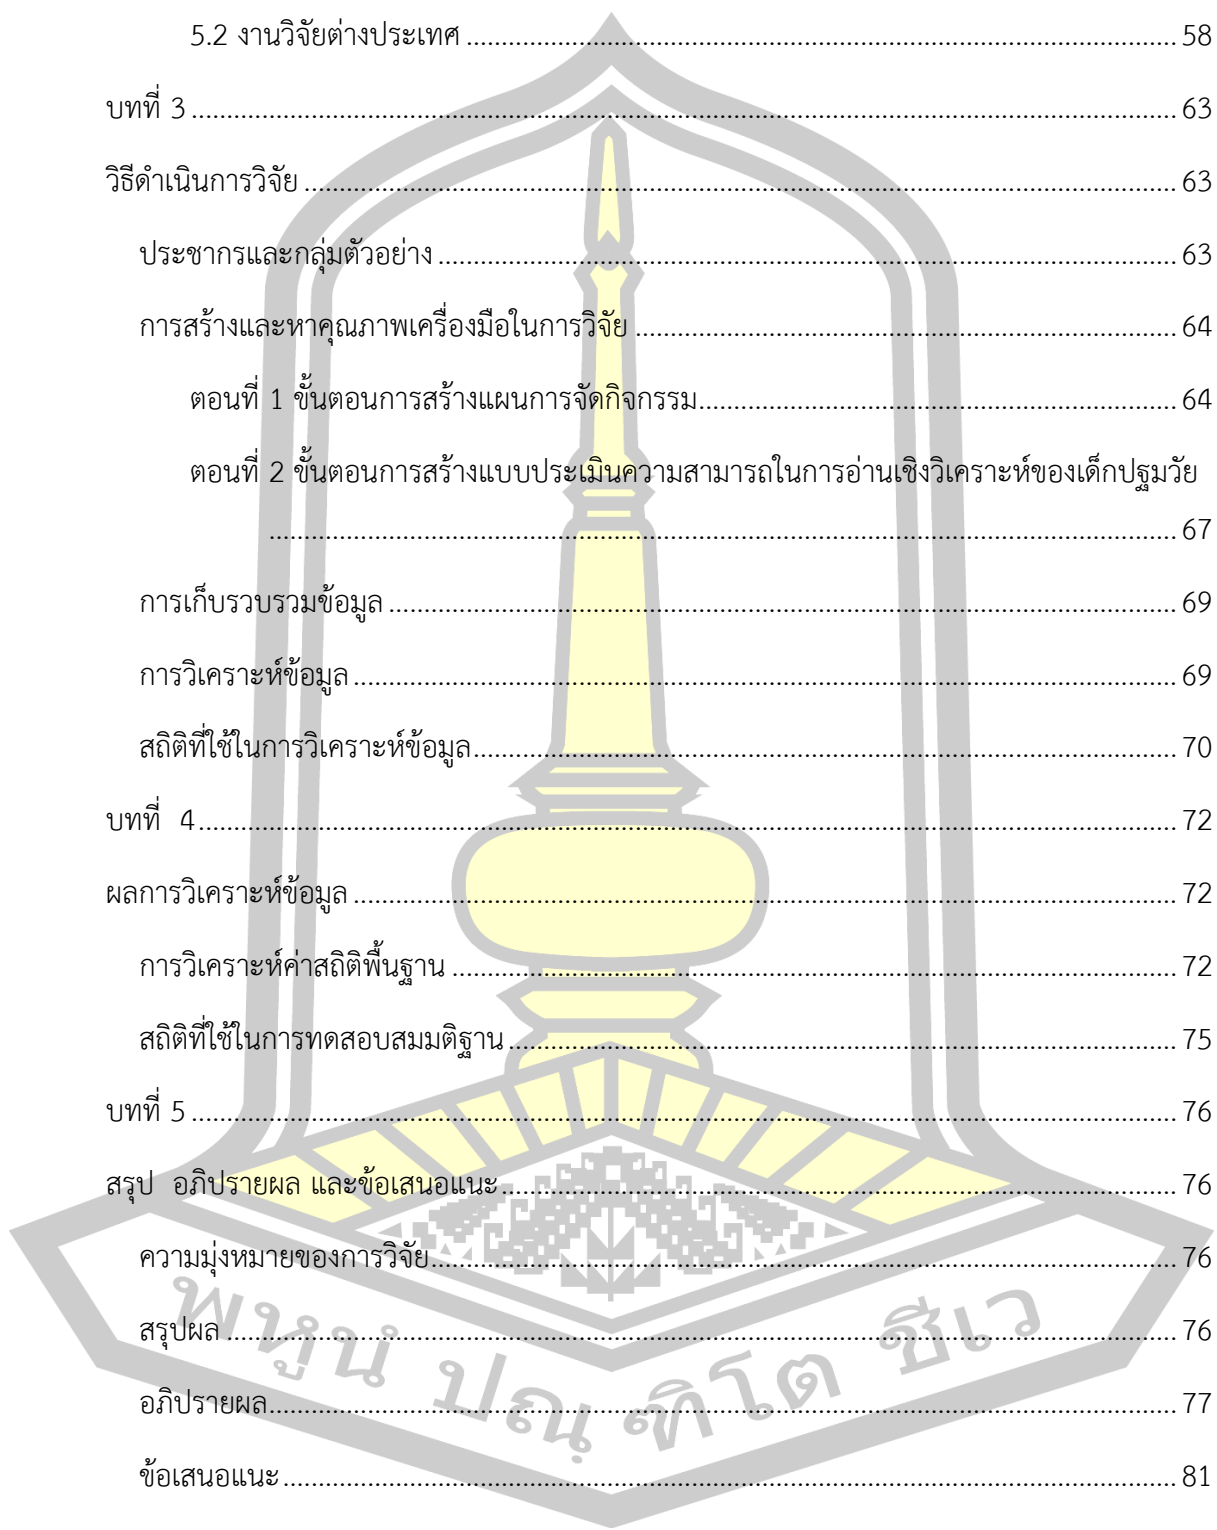 5.2 งานวิจัยต่างประเทศ ........................................ 58
บทที่ 3 ........................................ 63
วิธีดำเนินการวิจัย ........................................ 63
ประชากรและกลุ่มตัวอย่าง ........................................ 63
การสร้างและหาคุณภาพเครื่องมือในการวิจัย ........................................ 64
ตอนที่ 1 ขั้นตอนการสร้างแผนการจัดกิจกรรม ........................................ 64
ตอนที่ 2 ขั้นตอนการสร้างแบบประเมินความสามารถในการอ่านเชิงวิเคราะห์ของเด็กปฐมวัย
........................................ 67
การเก็บรวบรวมข้อมูล ........................................ 69
การวิเคราะห์ข้อมูล ........................................ 69
สถิติที่ใช้ในการวิเคราะห์ข้อมูล ........................................ 70
บทที่ 4 ........................................ 72
ผลการวิเคราะห์ข้อมูล ........................................ 72
การวิเคราะห์ค่าสถิติพื้นฐาน ........................................ 72
สถิติที่ใช้ในการทดสอบสมมติฐาน ........................................ 75
บทที่ 5 ........................................ 76
สรุป อภิปรายผล และข้อเสนอแนะ ........................................ 76
ความมุ่งหมายของการวิจัย ........................................ 76
สรุปผล ........................................ 76
อภิปรายผล ........................................ 77
ข้อเสนอแนะ ........................................ 81
พหูนํ ปณฺฑิโต ชีเว